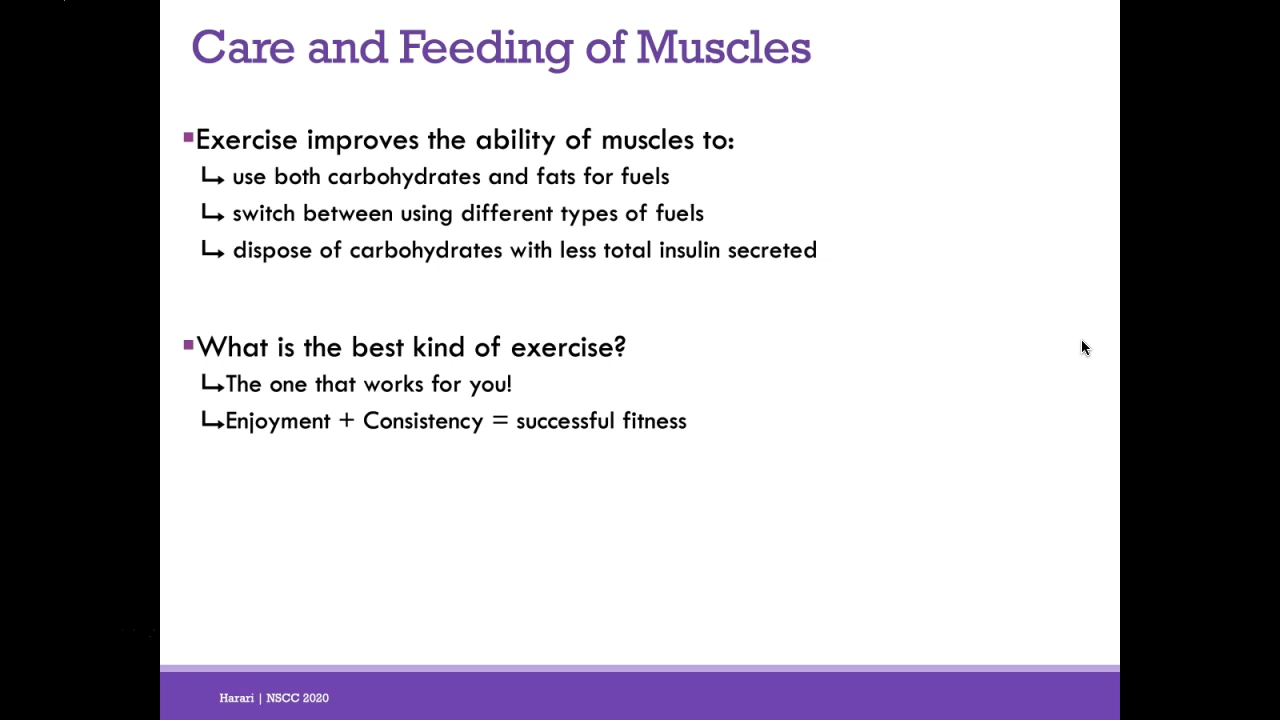 Care and Feeding of Muscles
▪Exercise improves the ability of muscles to:
↳ use both carbohydrates and fats for fuels
↳ switch between using different types of fuels
↳ dispose of carbohydrates with less total insulin secreted
▪What is the best kind of exercise?
↳The one that works for you!
↳Enjoyment + Consistency = successful fitness
Harari | NSCC 2020